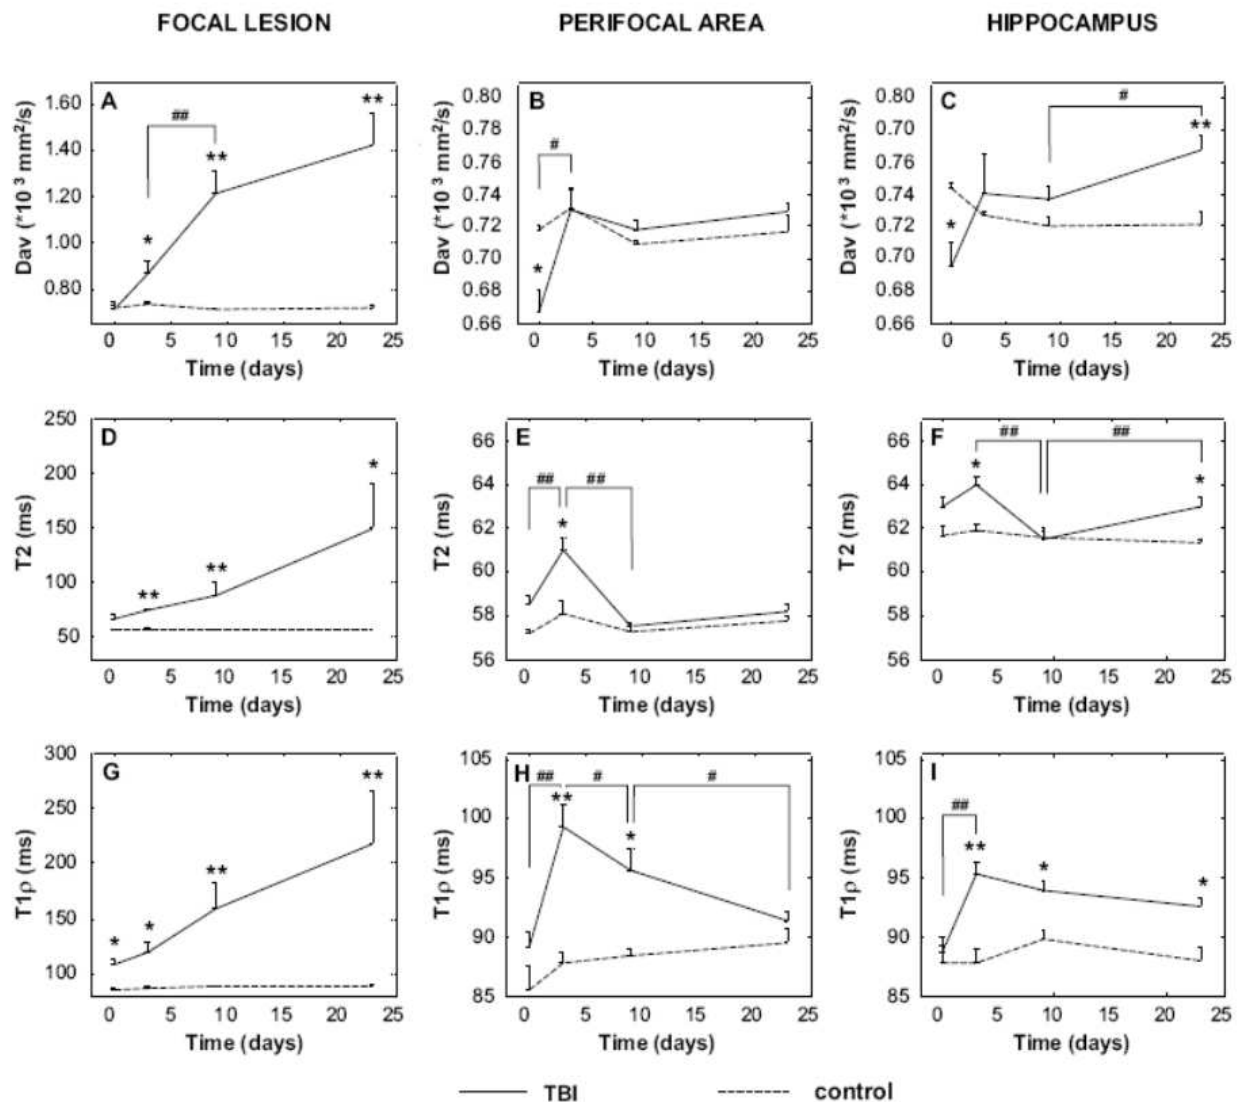 FOCAL LESION
PERIFOCAL AREA
HIPPOCAMPUS
A
Dav (*10³ mm²/s)
1.60
1.40
1.20
1.00
0.80
##
*
**
**
0 5 10 15 20 25
Time (days)
B
Dav (*10³ mm²/s)
0.80
0.78
0.76
0.74
0.72
0.70
0.68
0.66
#
*
0 5 10 15 20 25
Time (days)
C
Dav (*10³ mm²/s)
0.80
0.70
0.76
0.74
0.72
0.70
0.68
0.66
#
**
*
0 5 10 15 20 25
Time (days)
D
T2 (ms)
250
200
150
100
50
**
**
*
0 5 10 15 20 25
Time (days)
E
T2 (ms)
66
64
62
60
58
56
## ##
*
0 5 10 15 20 25
Time (days)
F
T2 (ms)
66
64
62
60
58
56
## ##
*
*
0 5 10 15 20 25
Time (days)
G
T1ρ (ms)
300
250
200
150
100
*
*
**
**
0 5 10 15 20 25
Time (days)
H
T1ρ (ms)
105
100
95
90
85
## # #
**
*
0 5 10 15 20 25
Time (days)
I
T1ρ (ms)
105
100
95
90
85
##
**
*
*
0 5 10 15 20 25
Time (days)
TBI
control